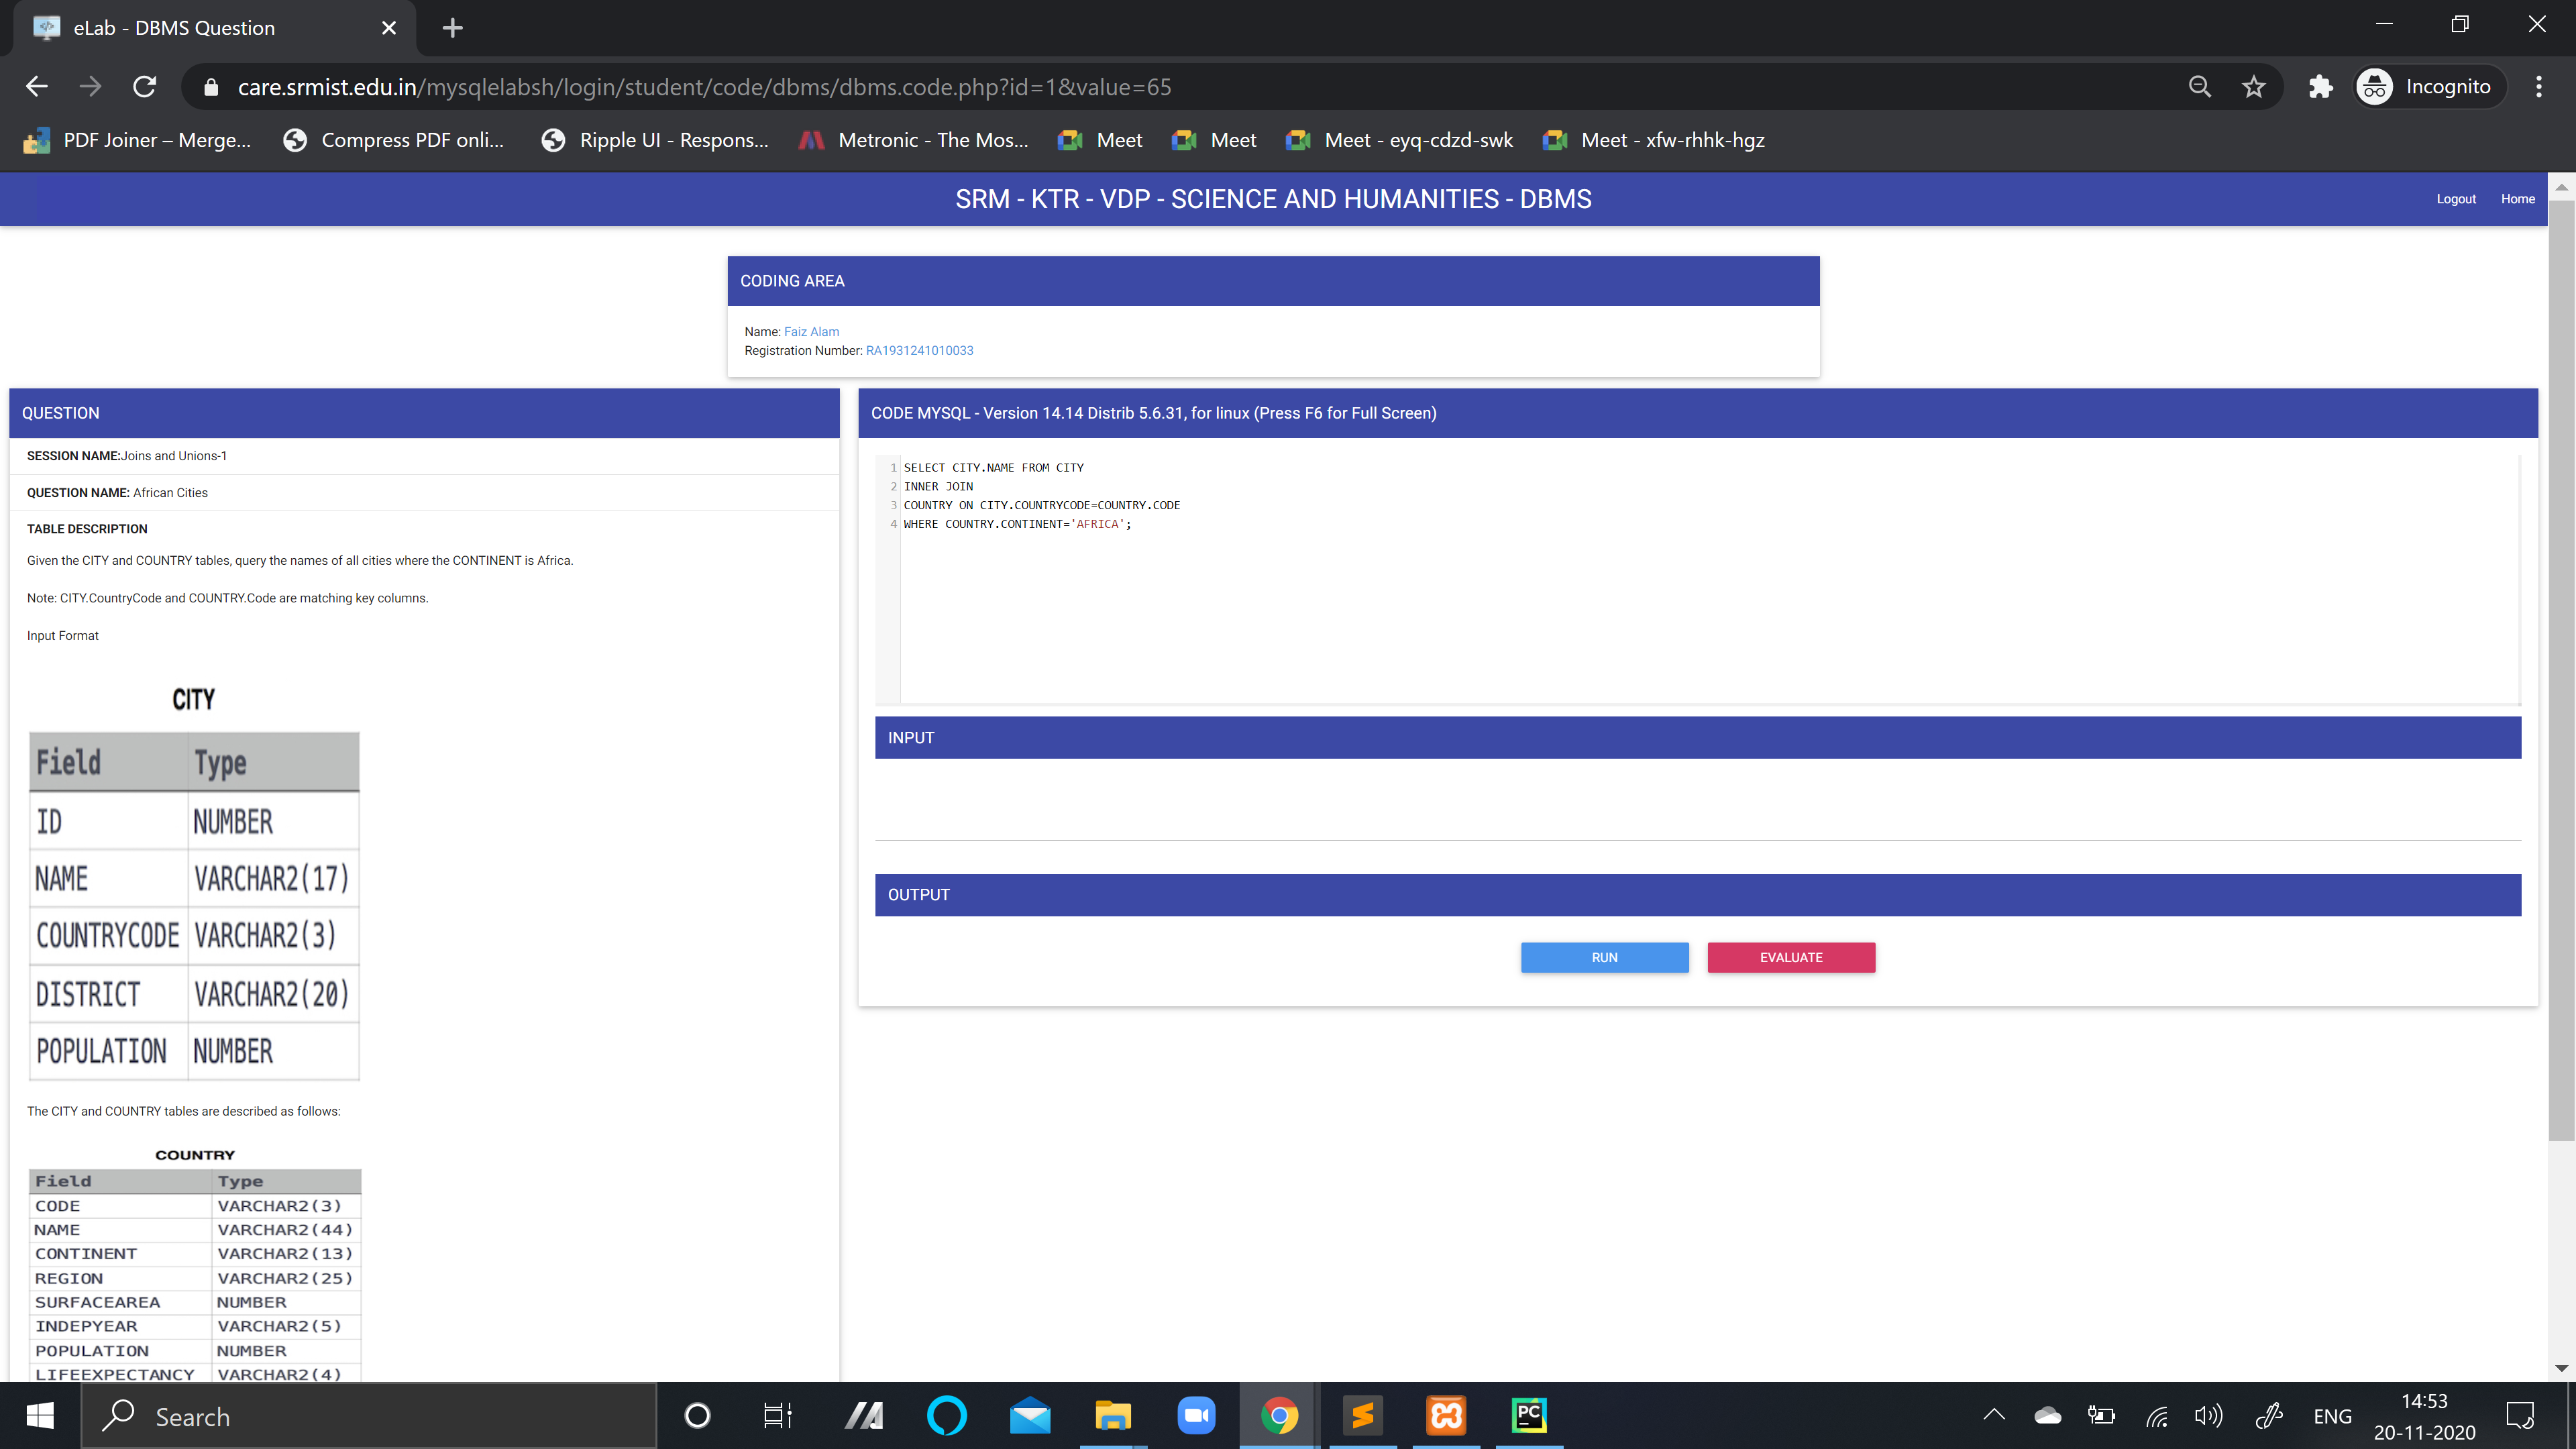 eLab - DBMS Question
care.srmist.edu.in/mysqlelabsh/login/student/code/dbms/dbms.code.php?id=1&value=65
Incognito
PDF Joiner – Merge...
Compress PDF onli...
Ripple UI - Respons...
Metronic - The Mos...
Meet
Meet
Meet - eyq-cdzd-swk
Meet - xfw-rhhk-hgz
SRM - KTR - VDP - SCIENCE AND HUMANITIES - DBMS
Logout
Home
CODING AREA
Name: Faiz Alam
Registration Number: RA1931241010033
QUESTION
SESSION NAME:Joins and Unions-1
QUESTION NAME: African Cities
TABLE DESCRIPTION
Given the CITY and COUNTRY tables, query the names of all cities where the CONTINENT is Africa.
Note: CITY.CountryCode and COUNTRY.Code are matching key columns.
Input Format
CITY
Field Type
ID NUMBER
NAME VARCHAR2(17)
COUNTRYCODE VARCHAR2(3)
DISTRICT VARCHAR2(20)
POPULATION NUMBER
The CITY and COUNTRY tables are described as follows:
COUNTRY
Field Type
CODE VARCHAR2(3)
NAME VARCHAR2(44)
CONTINENT VARCHAR2(13)
REGION VARCHAR2(25)
SURFACEAREA NUMBER
INDEPYEAR VARCHAR2(5)
POPULATION NUMBER
LIFEEXPECTANCY VARCHAR2(4)
CODE MYSQL - Version 14.14 Distrib 5.6.31, for linux (Press F6 for Full Screen)
1 SELECT CITY.NAME FROM CITY
2 INNER JOIN
3 COUNTRY ON CITY.COUNTRYCODE=COUNTRY.CODE
4 WHERE COUNTRY.CONTINENT='AFRICA';
INPUT
OUTPUT
RUN
EVALUATE
Search
PC
ENG
14:53
20-11-2020